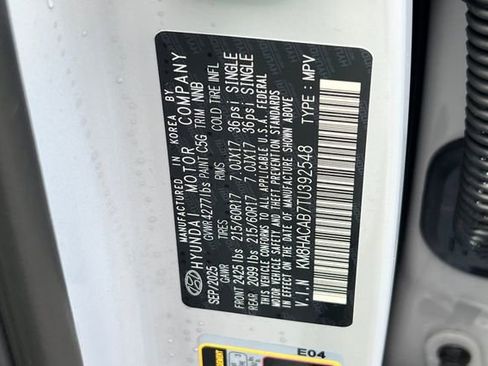 MFD. BY HYUNDAI MOTOR COMPANY IN KOREA
SEP/2025 GVWR 4277lbs PAINT C5G TRIM NNB
GAWR TIRES RIMS COLD TIRE INFL
FRONT 2425 lbs 215/60R17 7.0JX17 36psi SINGLE
REAR 2099 lbs 215/60R17 7.0JX17 36psi SINGLE
THIS VEHICLE CONFORMS TO ALL APPLICABLE U.S.A. FEDERAL
MOTOR VEHICLE SAFETY, BUMPER, AND THEFT PREVENTION STANDARDS
IN EFFECT ON THE DATE OF MANUFACTURE SHOWN ABOVE.
V.I.N KM8HACAB7TU392548 TYPE : MPV
E04